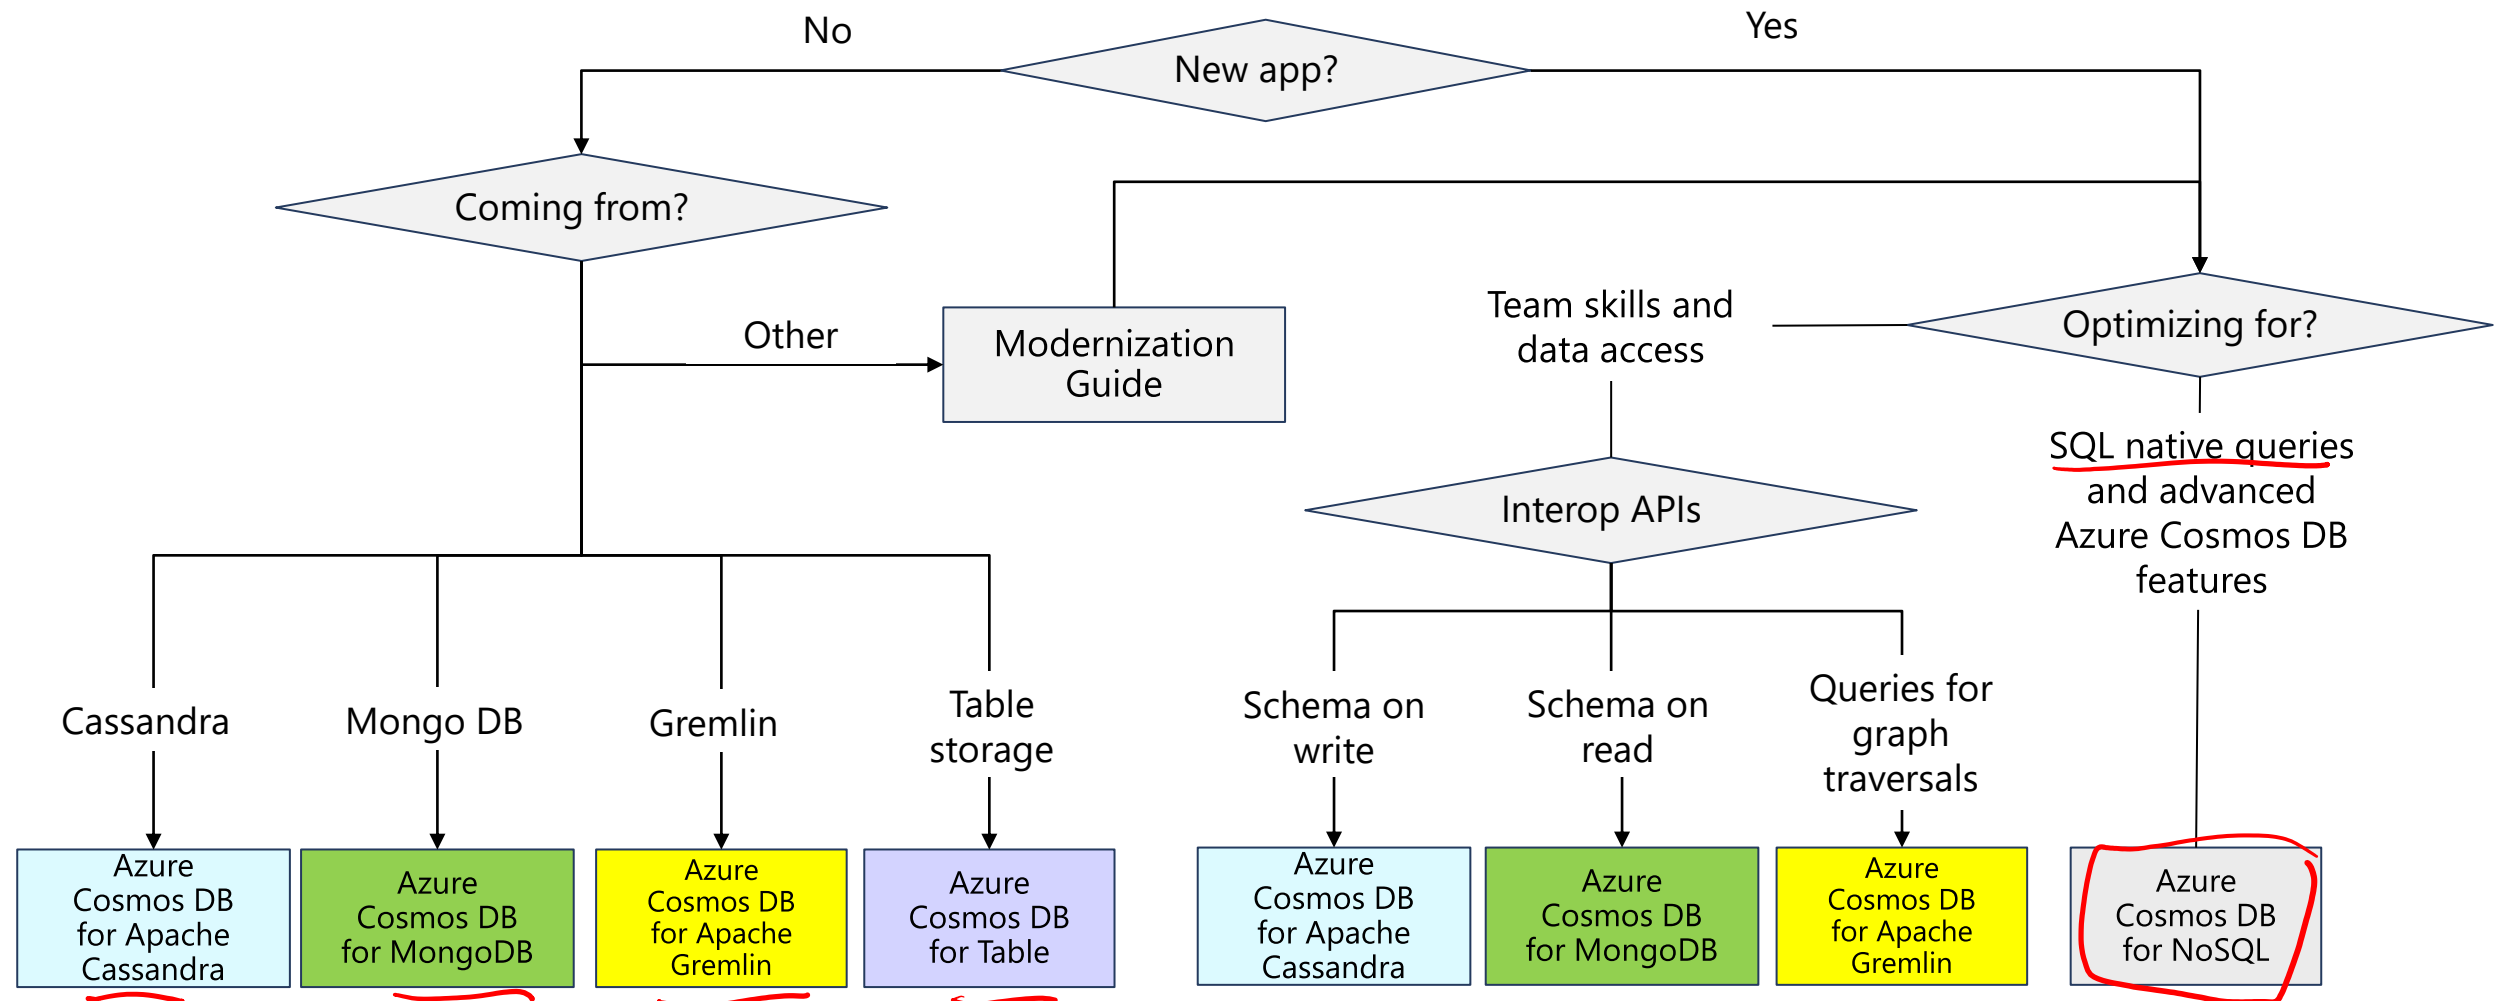 No
Yes
New app?
Coming from?
Other
Modernization
Guide
Team skills and
data access
Optimizing for?
SQL native queries
and advanced
Azure Cosmos DB
features
Interop APIs
Cassandra
Mongo DB
Gremlin
Table
storage
Schema on
write
Schema on
read
Queries for
graph
traversals
Azure
Cosmos DB
for Apache
Cassandra
Azure
Cosmos DB
for MongoDB
Azure
Cosmos DB
for Apache
Gremlin
Azure
Cosmos DB
for Table
Azure
Cosmos DB
for Apache
Cassandra
Azure
Cosmos DB
for MongoDB
Azure
Cosmos DB
for Apache
Gremlin
Azure
Cosmos DB
for NoSQL